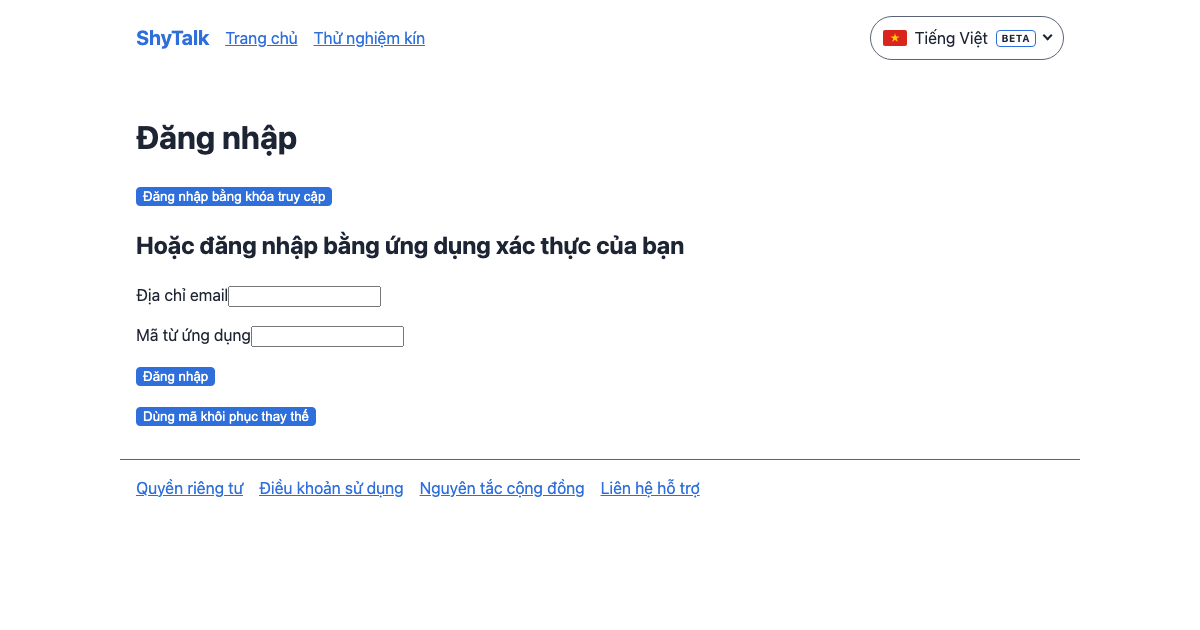 ShyTalk Trang chủ Thử nghiệm kín Tiếng Việt BETA
Đăng nhập
Đăng nhập bằng khóa truy cập
Hoặc đăng nhập bằng ứng dụng xác thực của bạn
Địa chỉ email
Mã từ ứng dụng
Đăng nhập
Dùng mã khôi phục thay thế
Quyền riêng tư Điều khoản sử dụng Nguyên tắc cộng đồng Liên hệ hỗ trợ